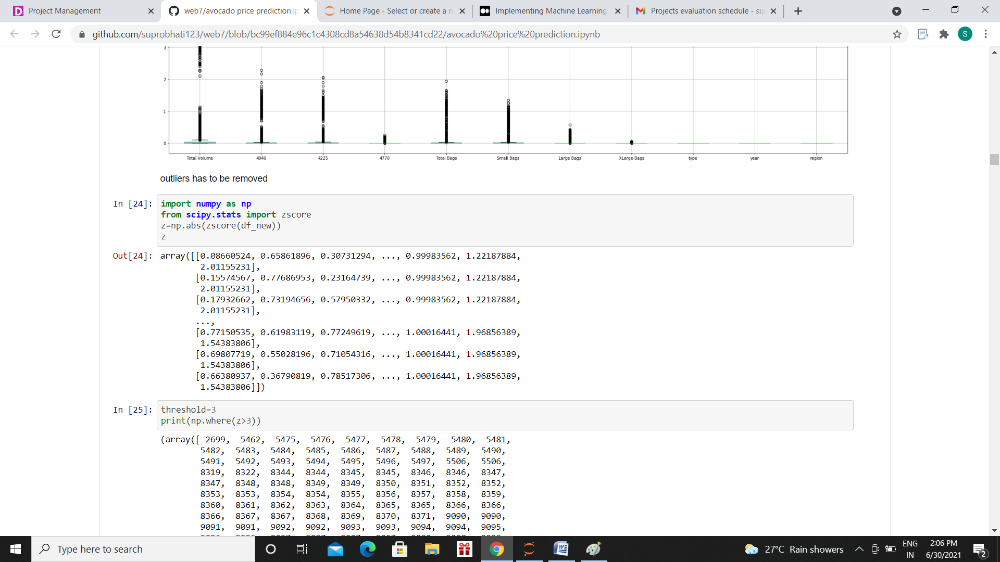 Project Management
web7/avocado price prediction.ip
Home Page - Select or create a n
Implementing Machine Learning
Projects evaluation schedule - su
github.com/suprobhati123/web7/blob/bc99ef884e96c1c4308cd8a54638d54b8341cd22/avocado%20price%20prediction.ipynb
S
3
2
1
0
Total Volume 4046 4225 4770 Total Bags Small Bags Large Bags XLarge Bags type year region
outliers has to be removed
In [24]:
import numpy as np
from scipy.stats import zscore
z=np.abs(zscore(df_new))
z
Out[24]: array([[0.08660524, 0.65861896, 0.30731294, ..., 0.99983562, 1.22187884,
2.01155231],
[0.15574567, 0.77686953, 0.23164739, ..., 0.99983562, 1.22187884,
2.01155231],
[0.17932662, 0.73194656, 0.57950332, ..., 0.99983562, 1.22187884,
2.01155231],
...,
[0.77150535, 0.61983119, 0.77249619, ..., 1.00016441, 1.96856389,
1.54383806],
[0.69807719, 0.55028196, 0.71054316, ..., 1.00016441, 1.96856389,
1.54383806],
[0.66380937, 0.36790819, 0.78517306, ..., 1.00016441, 1.96856389,
1.54383806]])
In [25]:
threshold=3
print(np.where(z>3))
(array([ 2699, 5462, 5475, 5476, 5477, 5478, 5479, 5480, 5481,
5482, 5483, 5484, 5485, 5486, 5487, 5488, 5489, 5490,
5491, 5492, 5493, 5494, 5495, 5496, 5497, 5506, 5506,
8319, 8322, 8344, 8344, 8345, 8345, 8346, 8346, 8347,
8347, 8348, 8348, 8349, 8349, 8350, 8351, 8352, 8352,
8353, 8353, 8354, 8354, 8355, 8356, 8357, 8358, 8359,
8360, 8361, 8362, 8363, 8364, 8365, 8365, 8366, 8366,
8366, 8367, 8367, 8368, 8369, 8370, 8371, 9090, 9090,
9091, 9091, 9092, 9092, 9093, 9093, 9094, 9094, 9095,
Type here to search
27°C Rain showers
ENG
IN
2:06 PM
6/30/2021
2